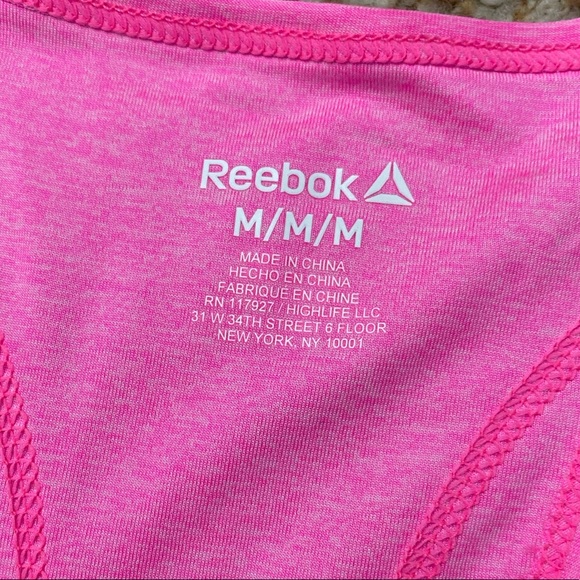 Reebok
M/M/M
MADE IN CHINA
HECHO EN CHINA
FABRIQUÉ EN CHINE
RN 117927 / HIGHLIFE LLC
31 W 34TH STREET 6 FLOOR
NEW YORK, NY 10001